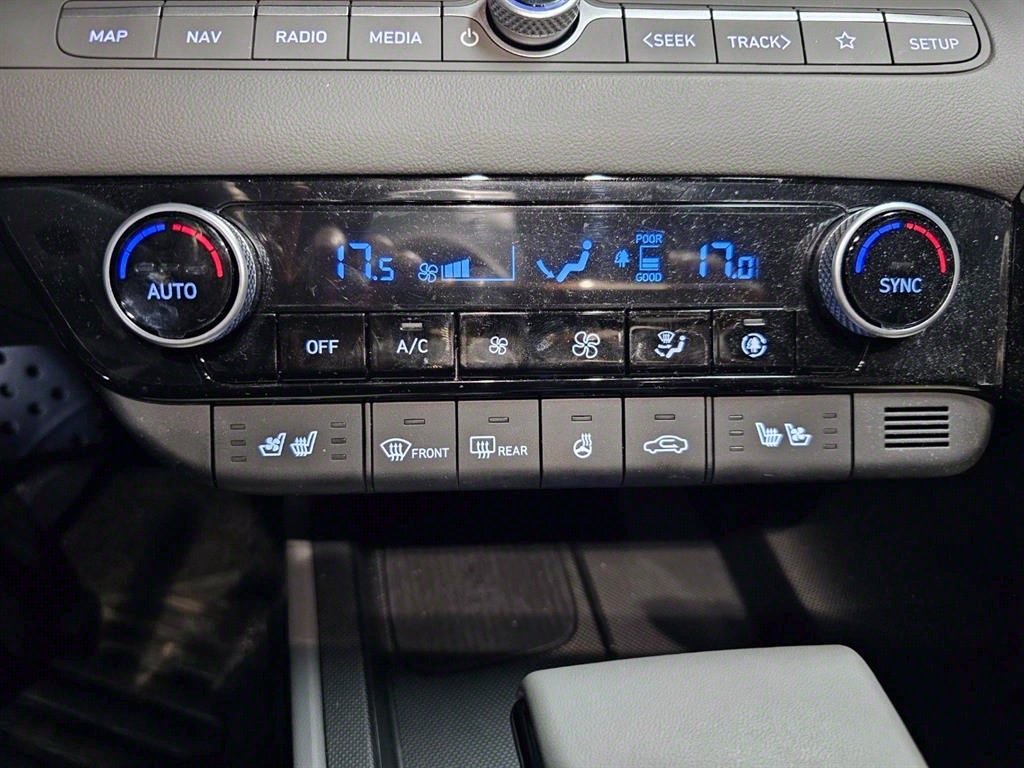 MAP NAV RADIO MEDIA <SEEK TRACK> SETUP
17.5 POOR 17.0
GOOD
AUTO SYNC
OFF A/C
FRONT REAR